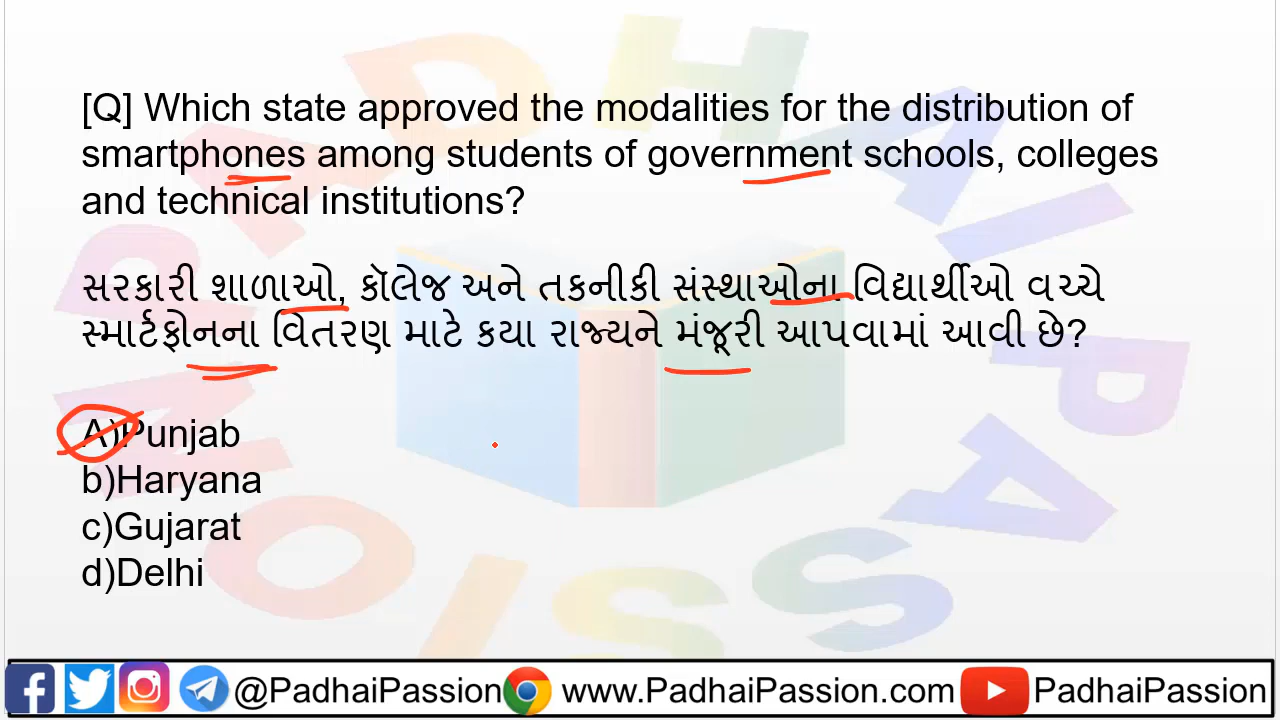 [Q] Which state approved the modalities for the distribution of
smartphones among students of government schools, colleges
and technical institutions?
સરકારી શાળાઓ, કૉલેજ અને તકનીકી સંસ્થાઓના વિદ્યાર્થીઓ વચ્ચે
સ્માર્ટફોનના વિતરણ માટે કયા રાજ્યને મંજૂરી આપવામાં આવી છે?
A)Punjab
b)Haryana
c)Gujarat
d)Delhi
PADHAI PASSION
@PadhaiPassion www.PadhaiPassion.com PadhaiPassion